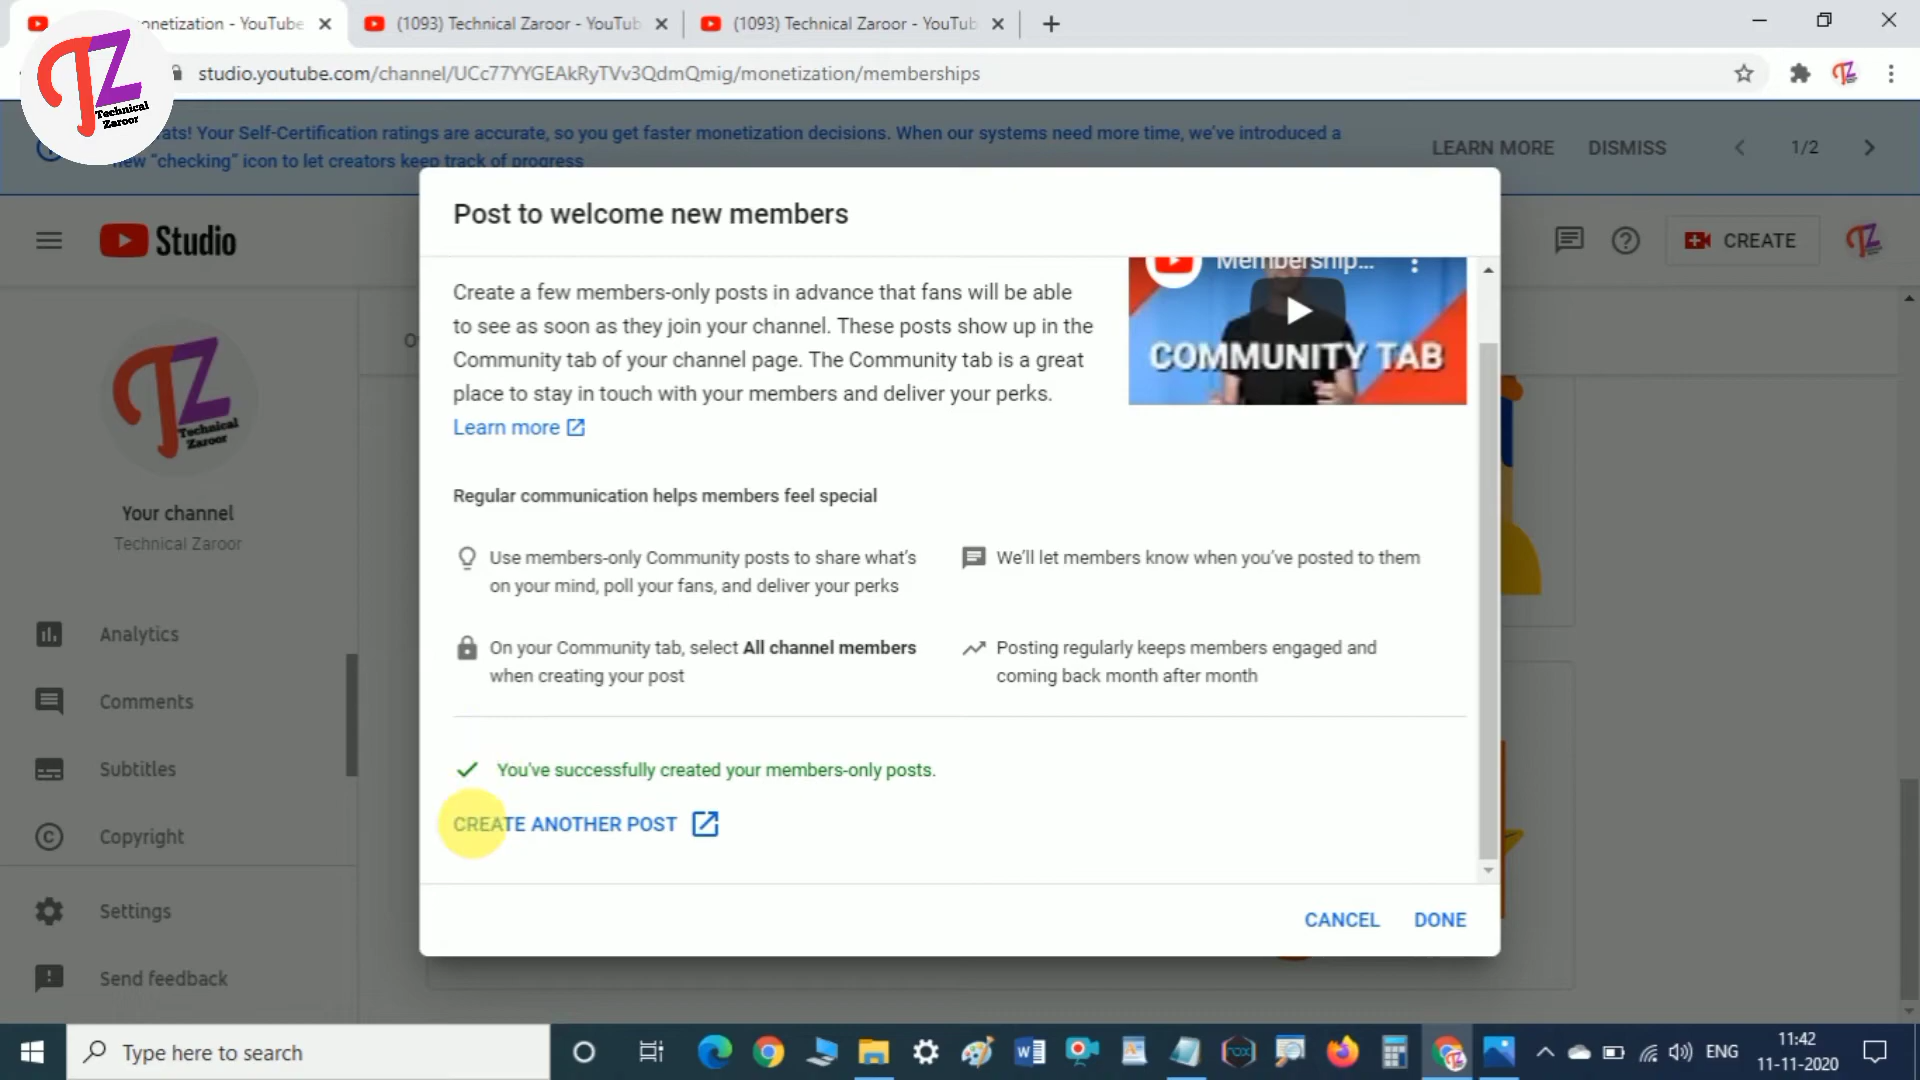 onetization - YouTube
(1093) Technical Zaroor - YouTub
(1093) Technical Zaroor - YouTub
studio.youtube.com/channel/UCc77YYGEAkRyTVv3QdmQmig/monetization/memberships
TZ
Technical
Zaroor
ats! Your Self-Certification ratings are accurate, so you get faster monetization decisions. When our systems need more time, we've introduced a
new "checking" icon to let creators keep track of progress
LEARN MORE
DISMISS
1/2
Studio
CREATE
Post to welcome new members
Create a few members-only posts in advance that fans will be able
to see as soon as they join your channel. These posts show up in the
Community tab of your channel page. The Community tab is a great
place to stay in touch with your members and deliver your perks.
Learn more
Membership...
COMMUNITY TAB
Regular communication helps members feel special
Use members-only Community posts to share what's
on your mind, poll your fans, and deliver your perks
We'll let members know when you've posted to them
On your Community tab, select All channel members
when creating your post
Posting regularly keeps members engaged and
coming back month after month
You've successfully created your members-only posts.
CREATE ANOTHER POST
CANCEL
DONE
TZ
Technical
Zaroor
Your channel
Technical Zaroor
Analytics
Comments
Subtitles
Copyright
Settings
Send feedback
Type here to search
ENG
11:42
11-11-2020